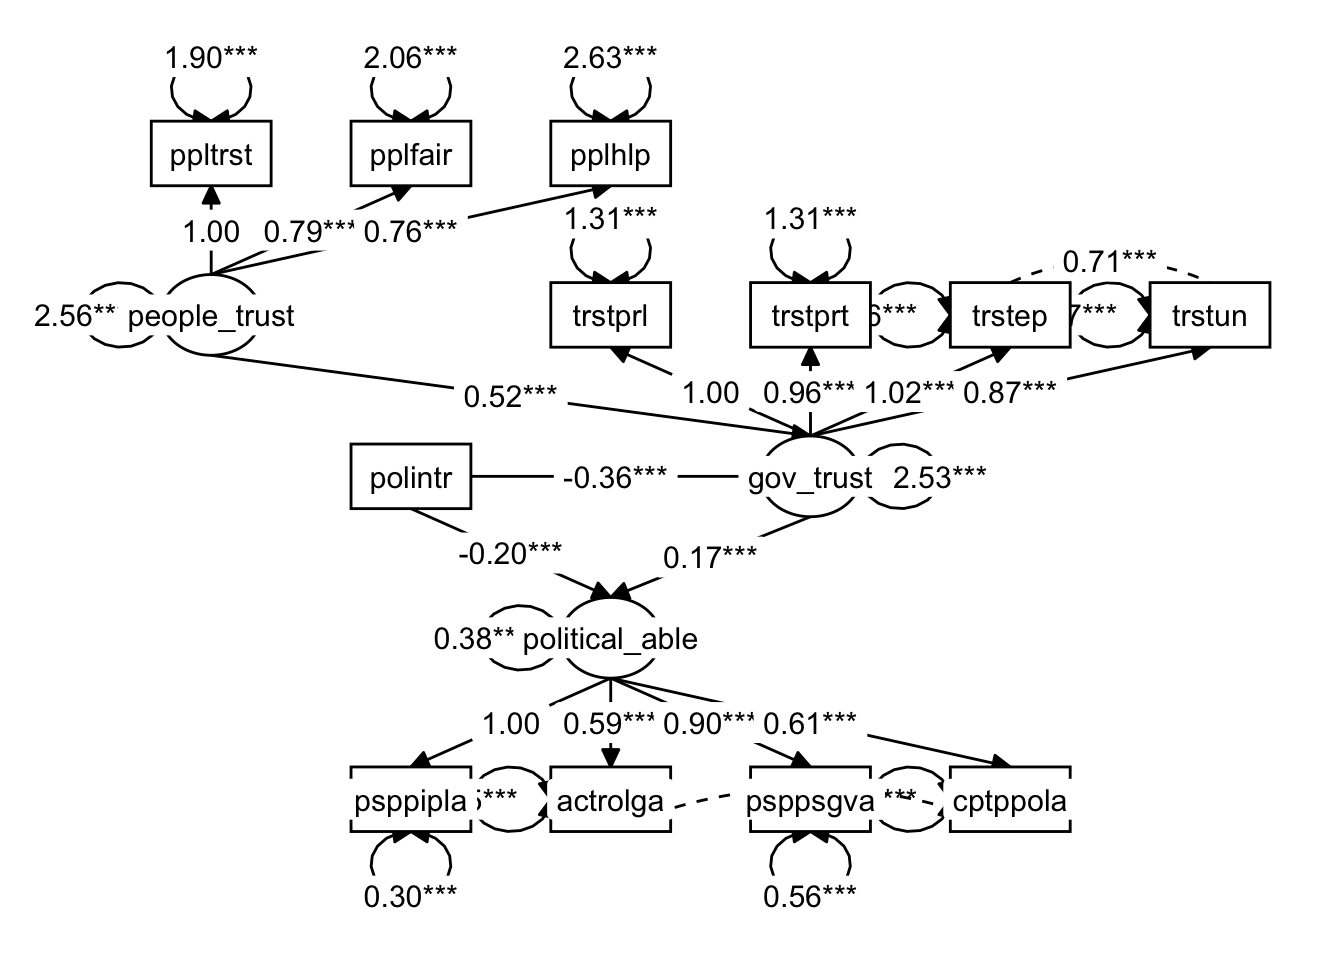 1.90*** 2.06*** 2.63***
ppltrst pplfair pplhlp
1.00 0.79*** 0.76*** 1.31*** 1.31***
0.71***
2.56** people_trust trstprl trstprt 6*** trstep 7*** trstun
0.52*** 1.00 0.96*** 1.02*** 0.87***
polintr -0.36*** gov_trust 2.53***
-0.20*** 0.17***
0.38** political_able
1.00 0.59*** 0.90*** 0.61***
psppipla 5*** actrolga psppsgva *** cptppola
0.30*** 0.56***